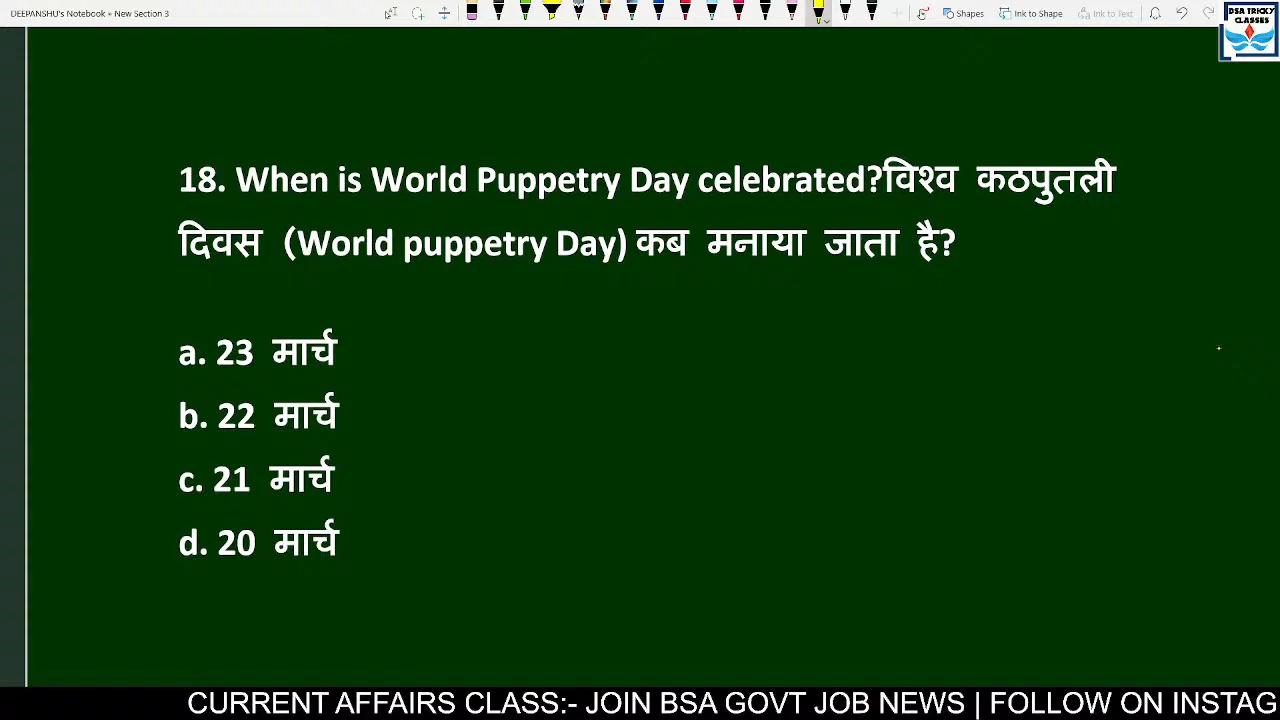 DEEPANSHU's Notebook » New Section 3
Shapes
Ink to Shape
Ink to Text
BSA TRICKY
CLASSES
18. When is World Puppetry Day celebrated?विश्व कठपुतली
दिवस (World puppetry Day) कब मनाया जाता है?
a. 23 मार्च
b. 22 मार्च
c. 21 मार्च
d. 20 मार्च
CURRENT AFFAIRS CLASS:- JOIN BSA GOVT JOB NEWS | FOLLOW ON INSTAG